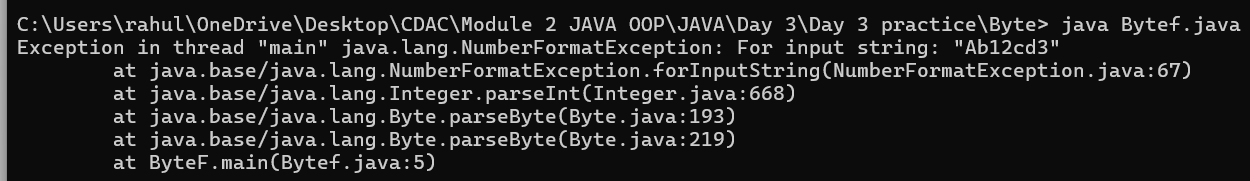 C:\Users\rahul\OneDrive\Desktop\CDAC\Module 2 JAVA OOP\JAVA\Day 3\Day 3 practice\Byte> java Bytef.java
Exception in thread "main" java.lang.NumberFormatException: For input string: "Ab12cd3"
        at java.base/java.lang.NumberFormatException.forInputString(NumberFormatException.java:67)
        at java.base/java.lang.Integer.parseInt(Integer.java:668)
        at java.base/java.lang.Byte.parseByte(Byte.java:193)
        at java.base/java.lang.Byte.parseByte(Byte.java:219)
        at ByteF.main(Bytef.java:5)